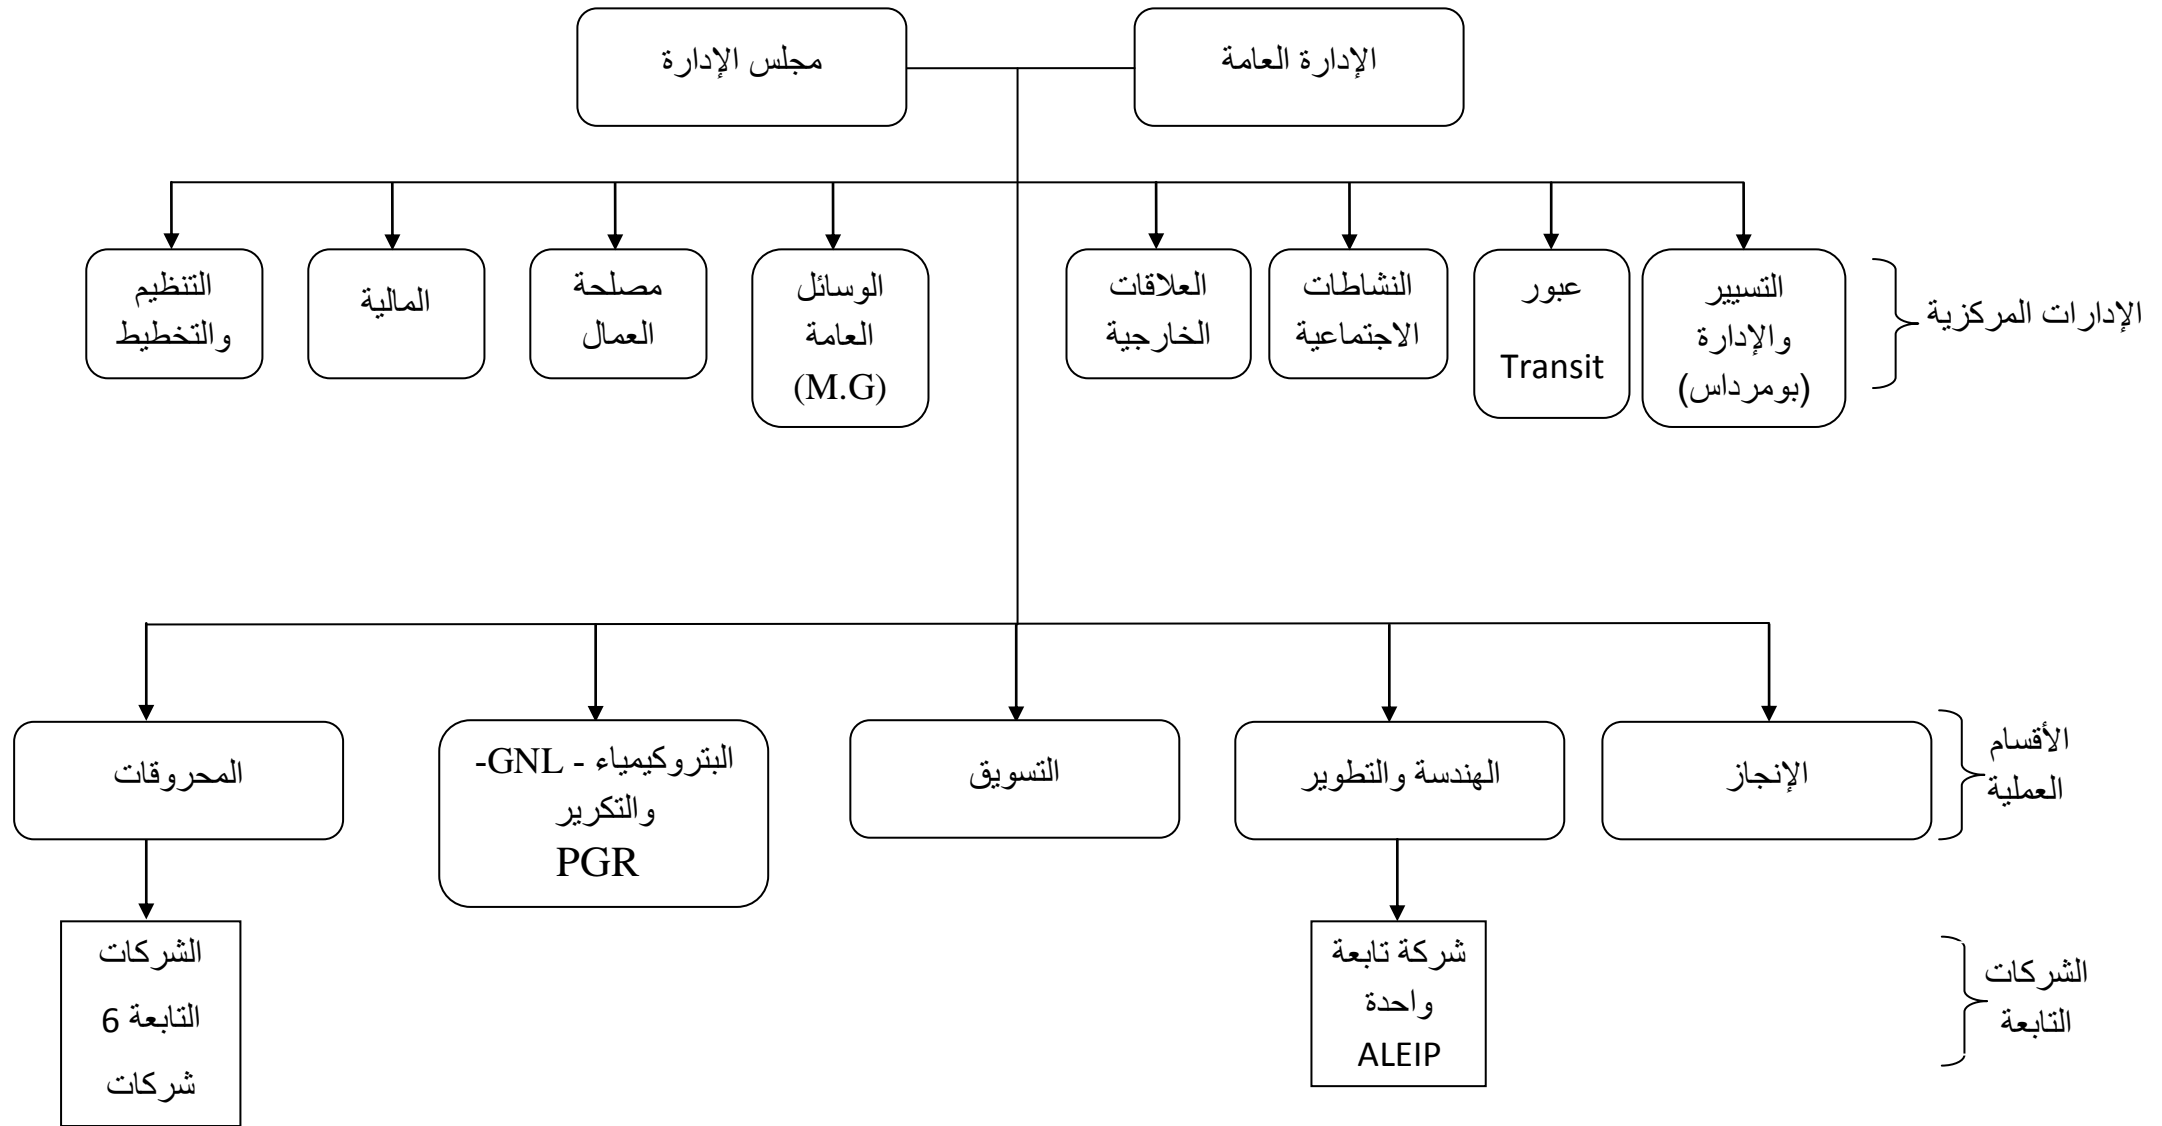 الإدارة العامة
مجلس الإدارة
الإدارات المركزية
التسيير
والإدارة
(بومرداس)
عبور
Transit
النشاطات
الاجتماعية
العلاقات
الخارجية
الوسائل
العامة
(M.G)
مصلحة
العمال
المالية
التنظيم
والتخطيط
الأقسام
العملية
الإنجاز
الهندسة والتطوير
التسويق
البتروكيمياء - GNL-
والتكرير
PGR
المحروقات
الشركات
التابعة
شركة تابعة
واحدة
ALEIP
الشركات
التابعة 6
شركات